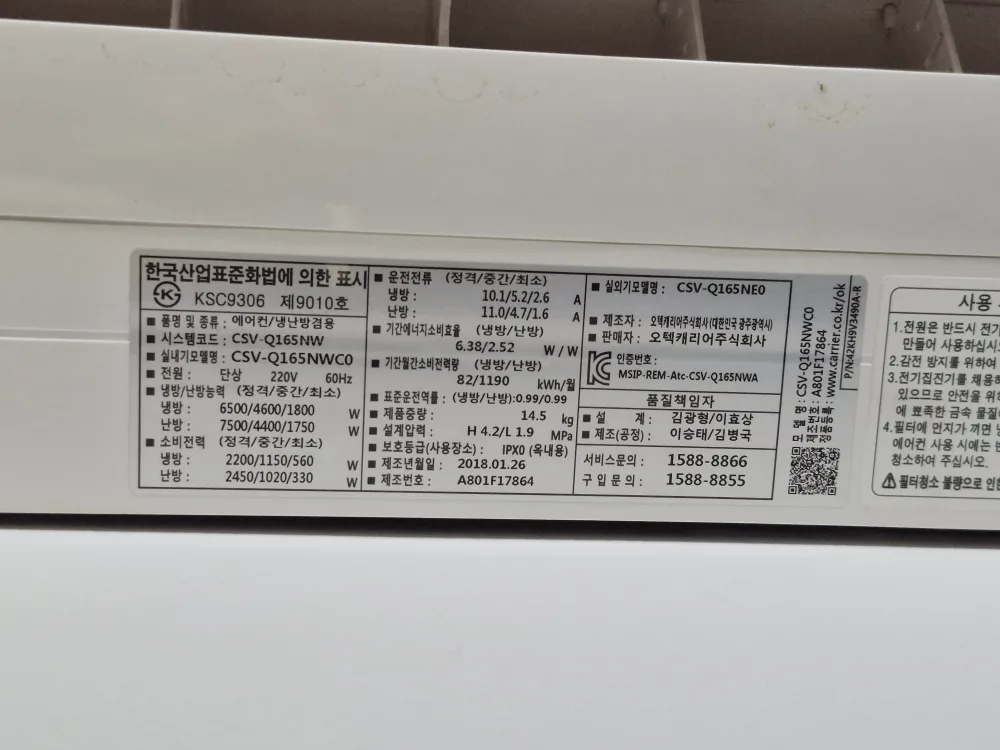 한국산업표준화법에 의한 표시
KSC9306 제9010호
■ 품명 및 종류 : 에어컨/냉난방겸용
■ 시스템코드 : CSV-Q165NW
■ 실내기모델명 : CSV-Q165NWC0
■ 전원 : 단상 220V 60Hz
■ 냉방/난방능력 (정격/중간/최소)
냉방 : 6500/4600/1800 W
난방 : 7500/4400/1750 W
■ 소비전력 (정격/중간/최소)
냉방 : 2200/1150/560 W
난방 : 2450/1020/330 W
■ 운전전류 (정격/중간/최소)
냉방 : 10.1/5.2/2.6 A
난방 : 11.0/4.7/1.6 A
■ 기간에너지소비효율 (냉방/난방)
6.38/2.52 W/W
■ 기간월간소비전력량 (냉방/난방)
82/1190 kWh/월
■ 표준운전역률 : (냉방/난방):0.99/0.99
■ 제품중량 : 14.5 kg
■ 설계압력 : H 4.2/L 1.9 MPa
■ 보호등급(사용장소) : IPX0 (옥내용)
■ 제조년월일 : 2018.01.26
■ 제조번호 : A801F17864
■ 실외기모델명 : CSV-Q165NE0
■ 제조자 : 오텍캐리어주식회사(대한민국 광주광역시)
■ 판매자 : 오텍캐리어주식회사
인증번호 :
MSIP-REM-Atc-CSV-Q165NWA
품질책임자
■ 설 계 : 김광형/이효상
■ 제조(공정) : 이승태/김병국
서비스문의 : 1588-8866
구입문의 : 1588-8855
모델명 : CSV-Q165NWC0
제조번호 : A801F17864
정품등록 : www.carrier.co.kr/ok
P/N:42KH9V3490A-R
사용
1.전원은 반드시 전기
만들어 사용하십시
2.감전 방지를 위하여
3.전기집진기를 채용하
있으므로 안전을 위하
에 뾰족한 금속 물질
4.필터에 먼지가 끼면 냉
에어컨 사용 시에는 반
청소하여 주십시오.
⚠필터청소 불량으로 인한